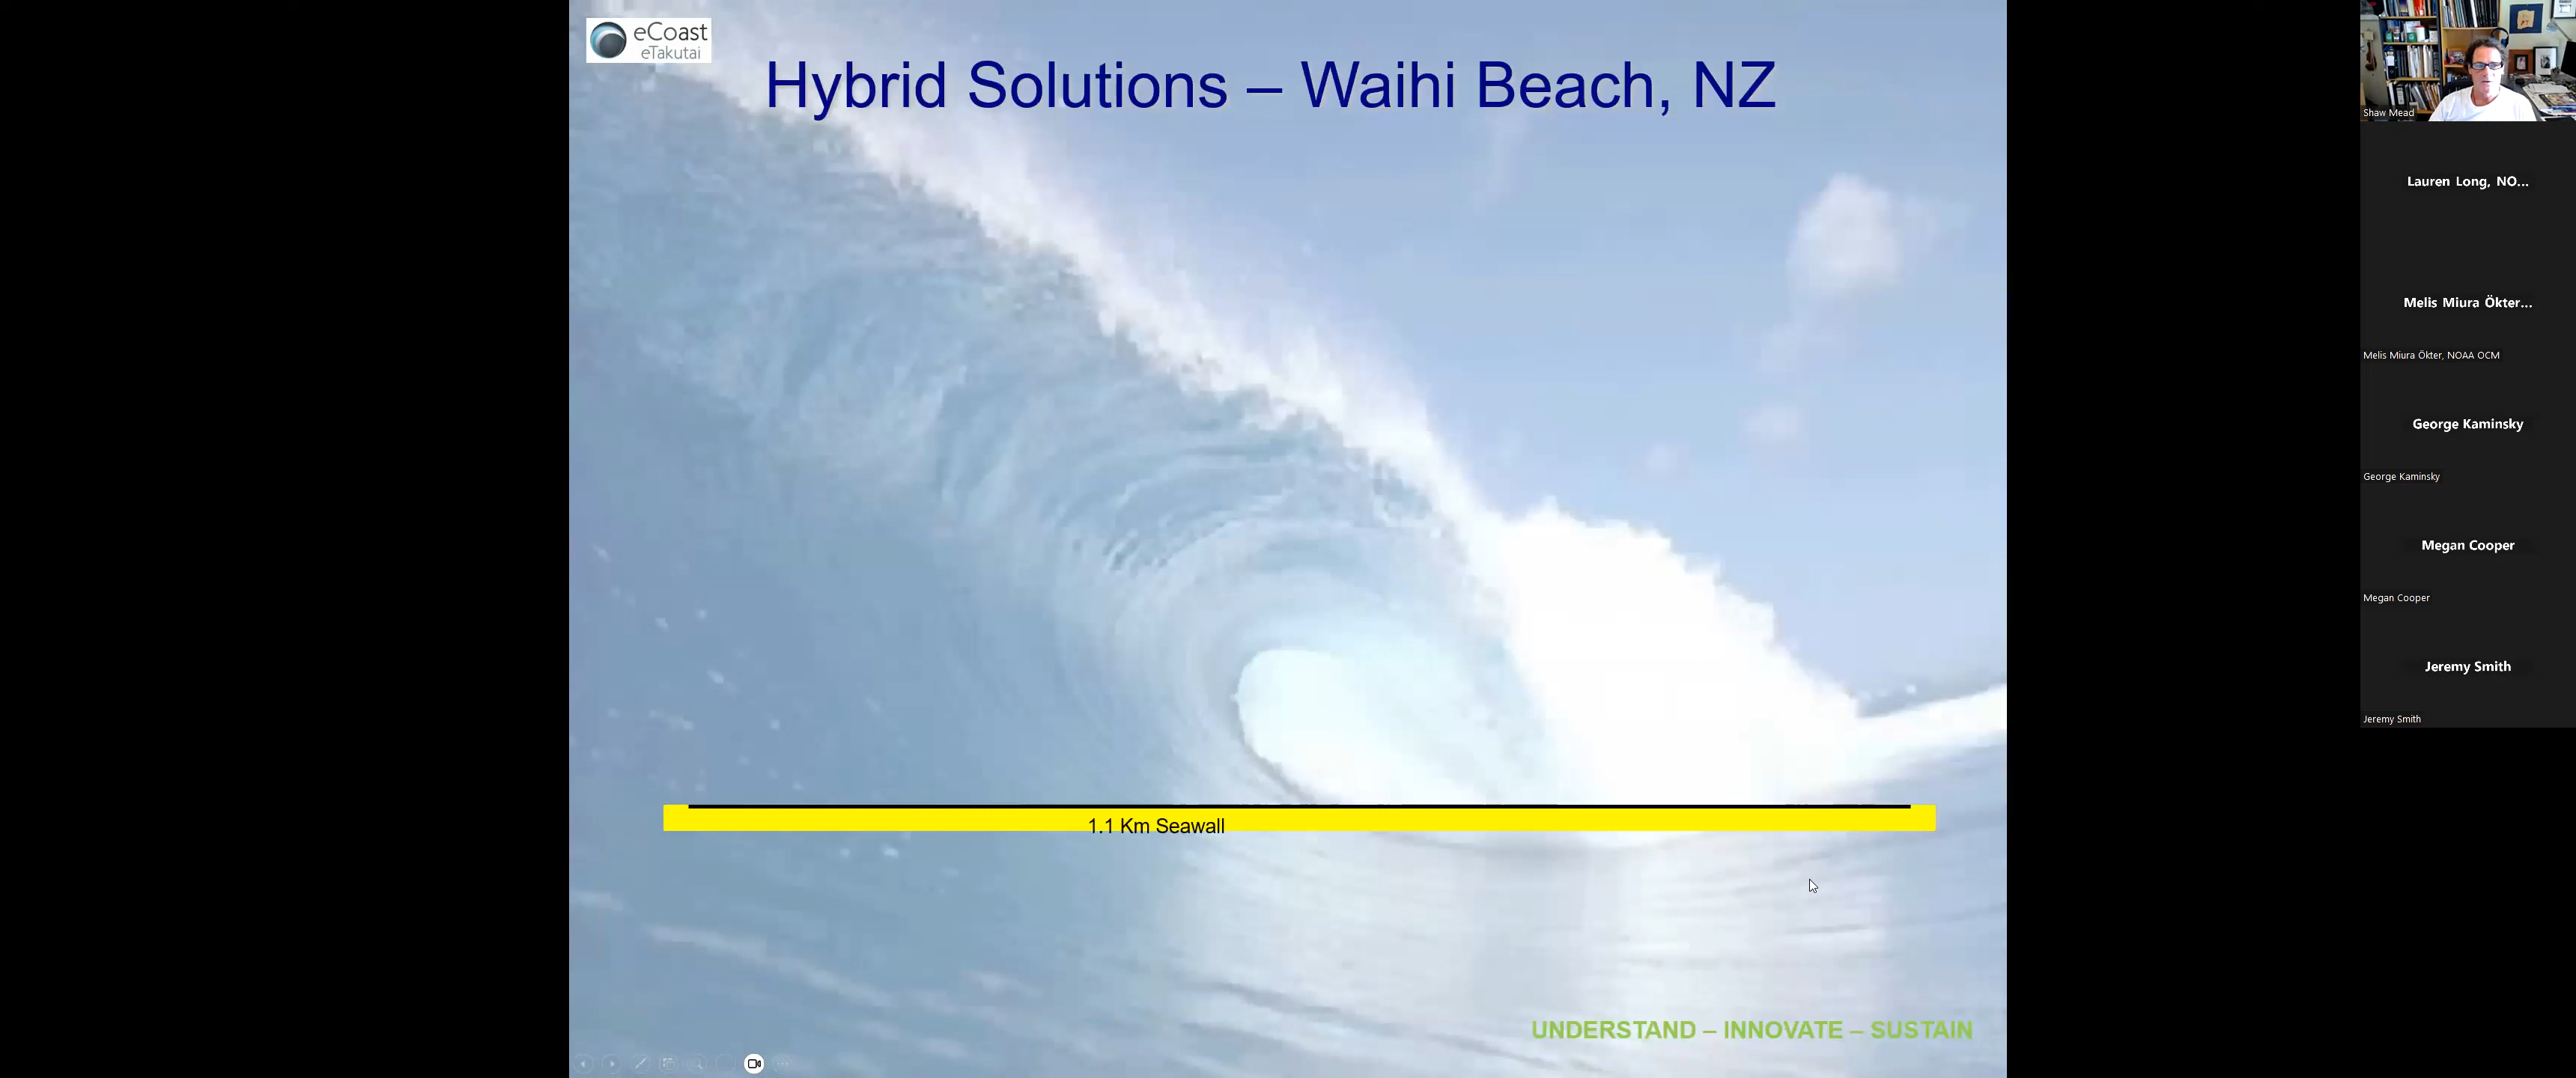 eCoast
eTakutai
Hybrid Solutions – Waihi Beach, NZ
1.1 Km Seawall
UNDERSTAND – INNOVATE – SUSTAIN
Shaw Mead
Lauren Long, NO...
Melis Miura Ökter...
Melis Miura Ökter, NOAA OCM
George Kaminsky
George Kaminsky
Megan Cooper
Megan Cooper
Jeremy Smith
Jeremy Smith